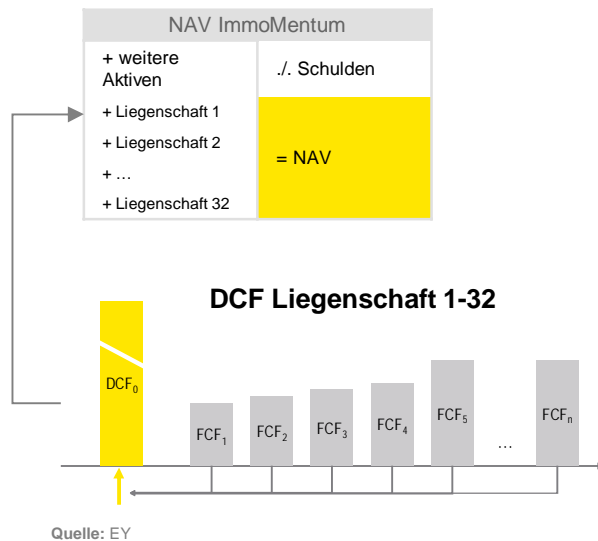 NAV ImmoMentum
+ weitere
Aktiven
./. Schulden
+ Liegenschaft 1
+ Liegenschaft 2
+ …
+ Liegenschaft 32
= NAV
DCF Liegenschaft 1-32
DCF₀
FCF₁
FCF₂
FCF₃
FCF₄
FCF₅
…
FCFₙ
Quelle: EY